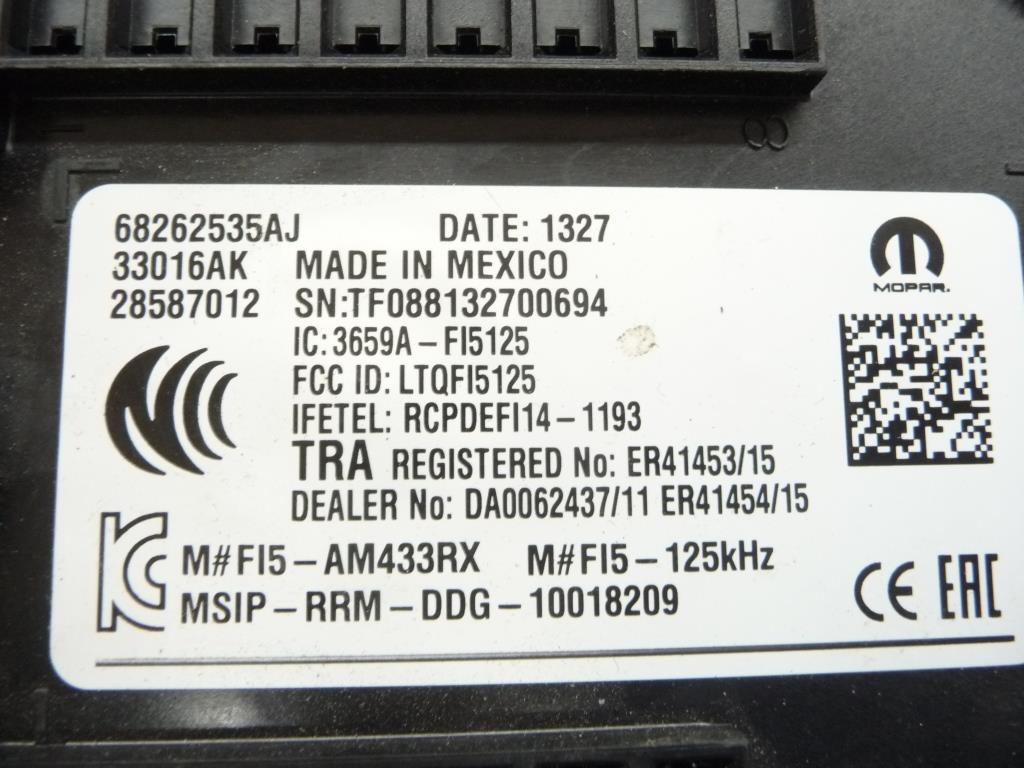 8
68262535AJ DATE: 1327
33016AK MADE IN MEXICO
28587012 SN:TF088132700694
IC: 3659A-FI5125
FCC ID: LTQFI5125
IFETEL: RCPDEFI14-1193
TRA REGISTERED No: ER41453/15
DEALER No: DA0062437/11 ER41454/15
M#FI5-AM433RX M#FI5-125kHz
MSIP-RRM-DDG-10018209
MOPAR.
CE EAC